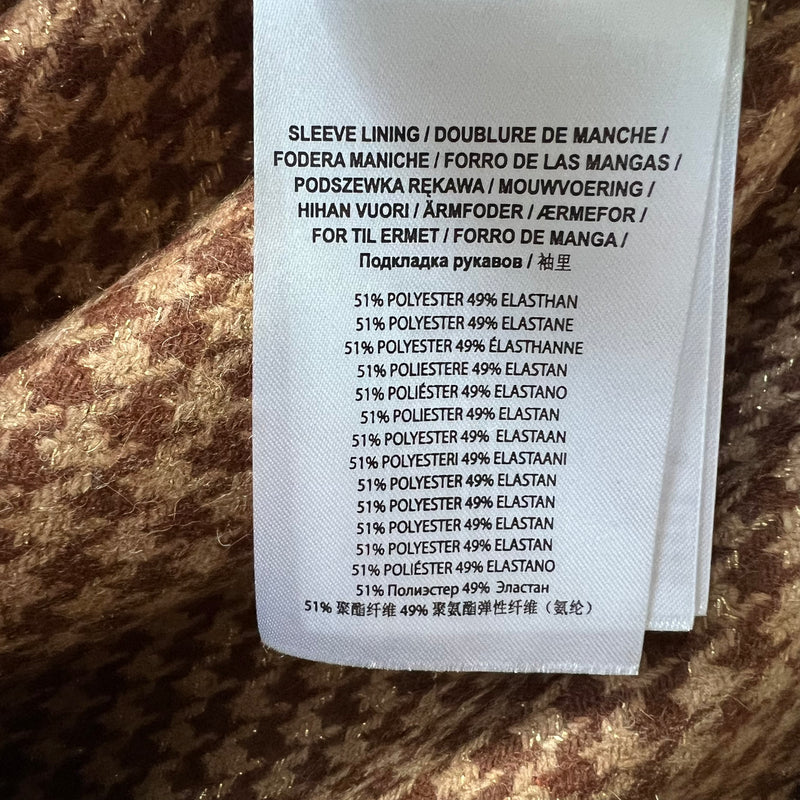 SLEEVE LINING / DOUBLURE DE MANCHE /
FODERA MANICHE / FORRO DE LAS MANGAS /
PODSZEWKA RĘKAWA / MOUWVOERING /
HIHAN VUORI / ÄRMFODER / ÆRMEFOR /
FOR TIL ERMET / FORRO DE MANGA /
Подкладка рукавов / 袖里
51% POLYESTER 49% ELASTHAN
51% POLYESTER 49% ELASTANE
51% POLYESTER 49% ÉLASTHANNE
51% POLIESTERE 49% ELASTAN
51% POLIÉSTER 49% ELASTANO
51% POLIESTER 49% ELASTAN
51% POLYESTER 49% ELASTAAN
51% POLYESTERI 49% ELASTAANI
51% POLYESTER 49% ELASTAN
51% POLYESTER 49% ELASTAN
51% POLYESTER 49% ELASTAN
51% POLYESTER 49% ELASTAN
51% POLIÉSTER 49% ELASTANO
51% Полиэстер 49% Эластан
51% 聚酯纤维 49% 聚氨酯弹性纤维（氨纶）